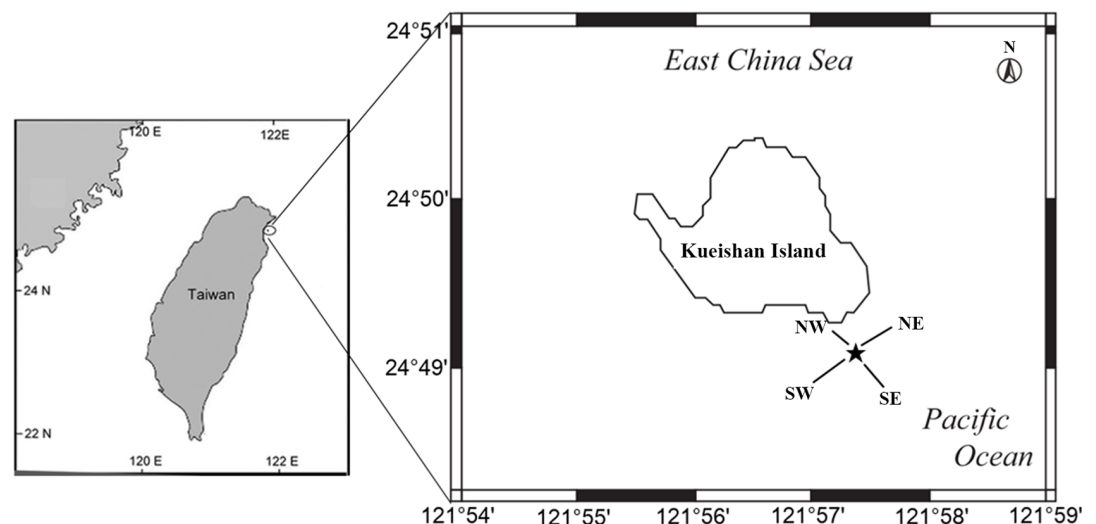 120 E
122E
24 N
Taiwan
22 N
120 E
122 E
24°51'
24°50'
24°49'
East China Sea
N
Kueishan Island
NW
NE
SW
SE
Pacific
Ocean
121°54'
121°55'
121°56'
121°57'
121°58'
121°59'